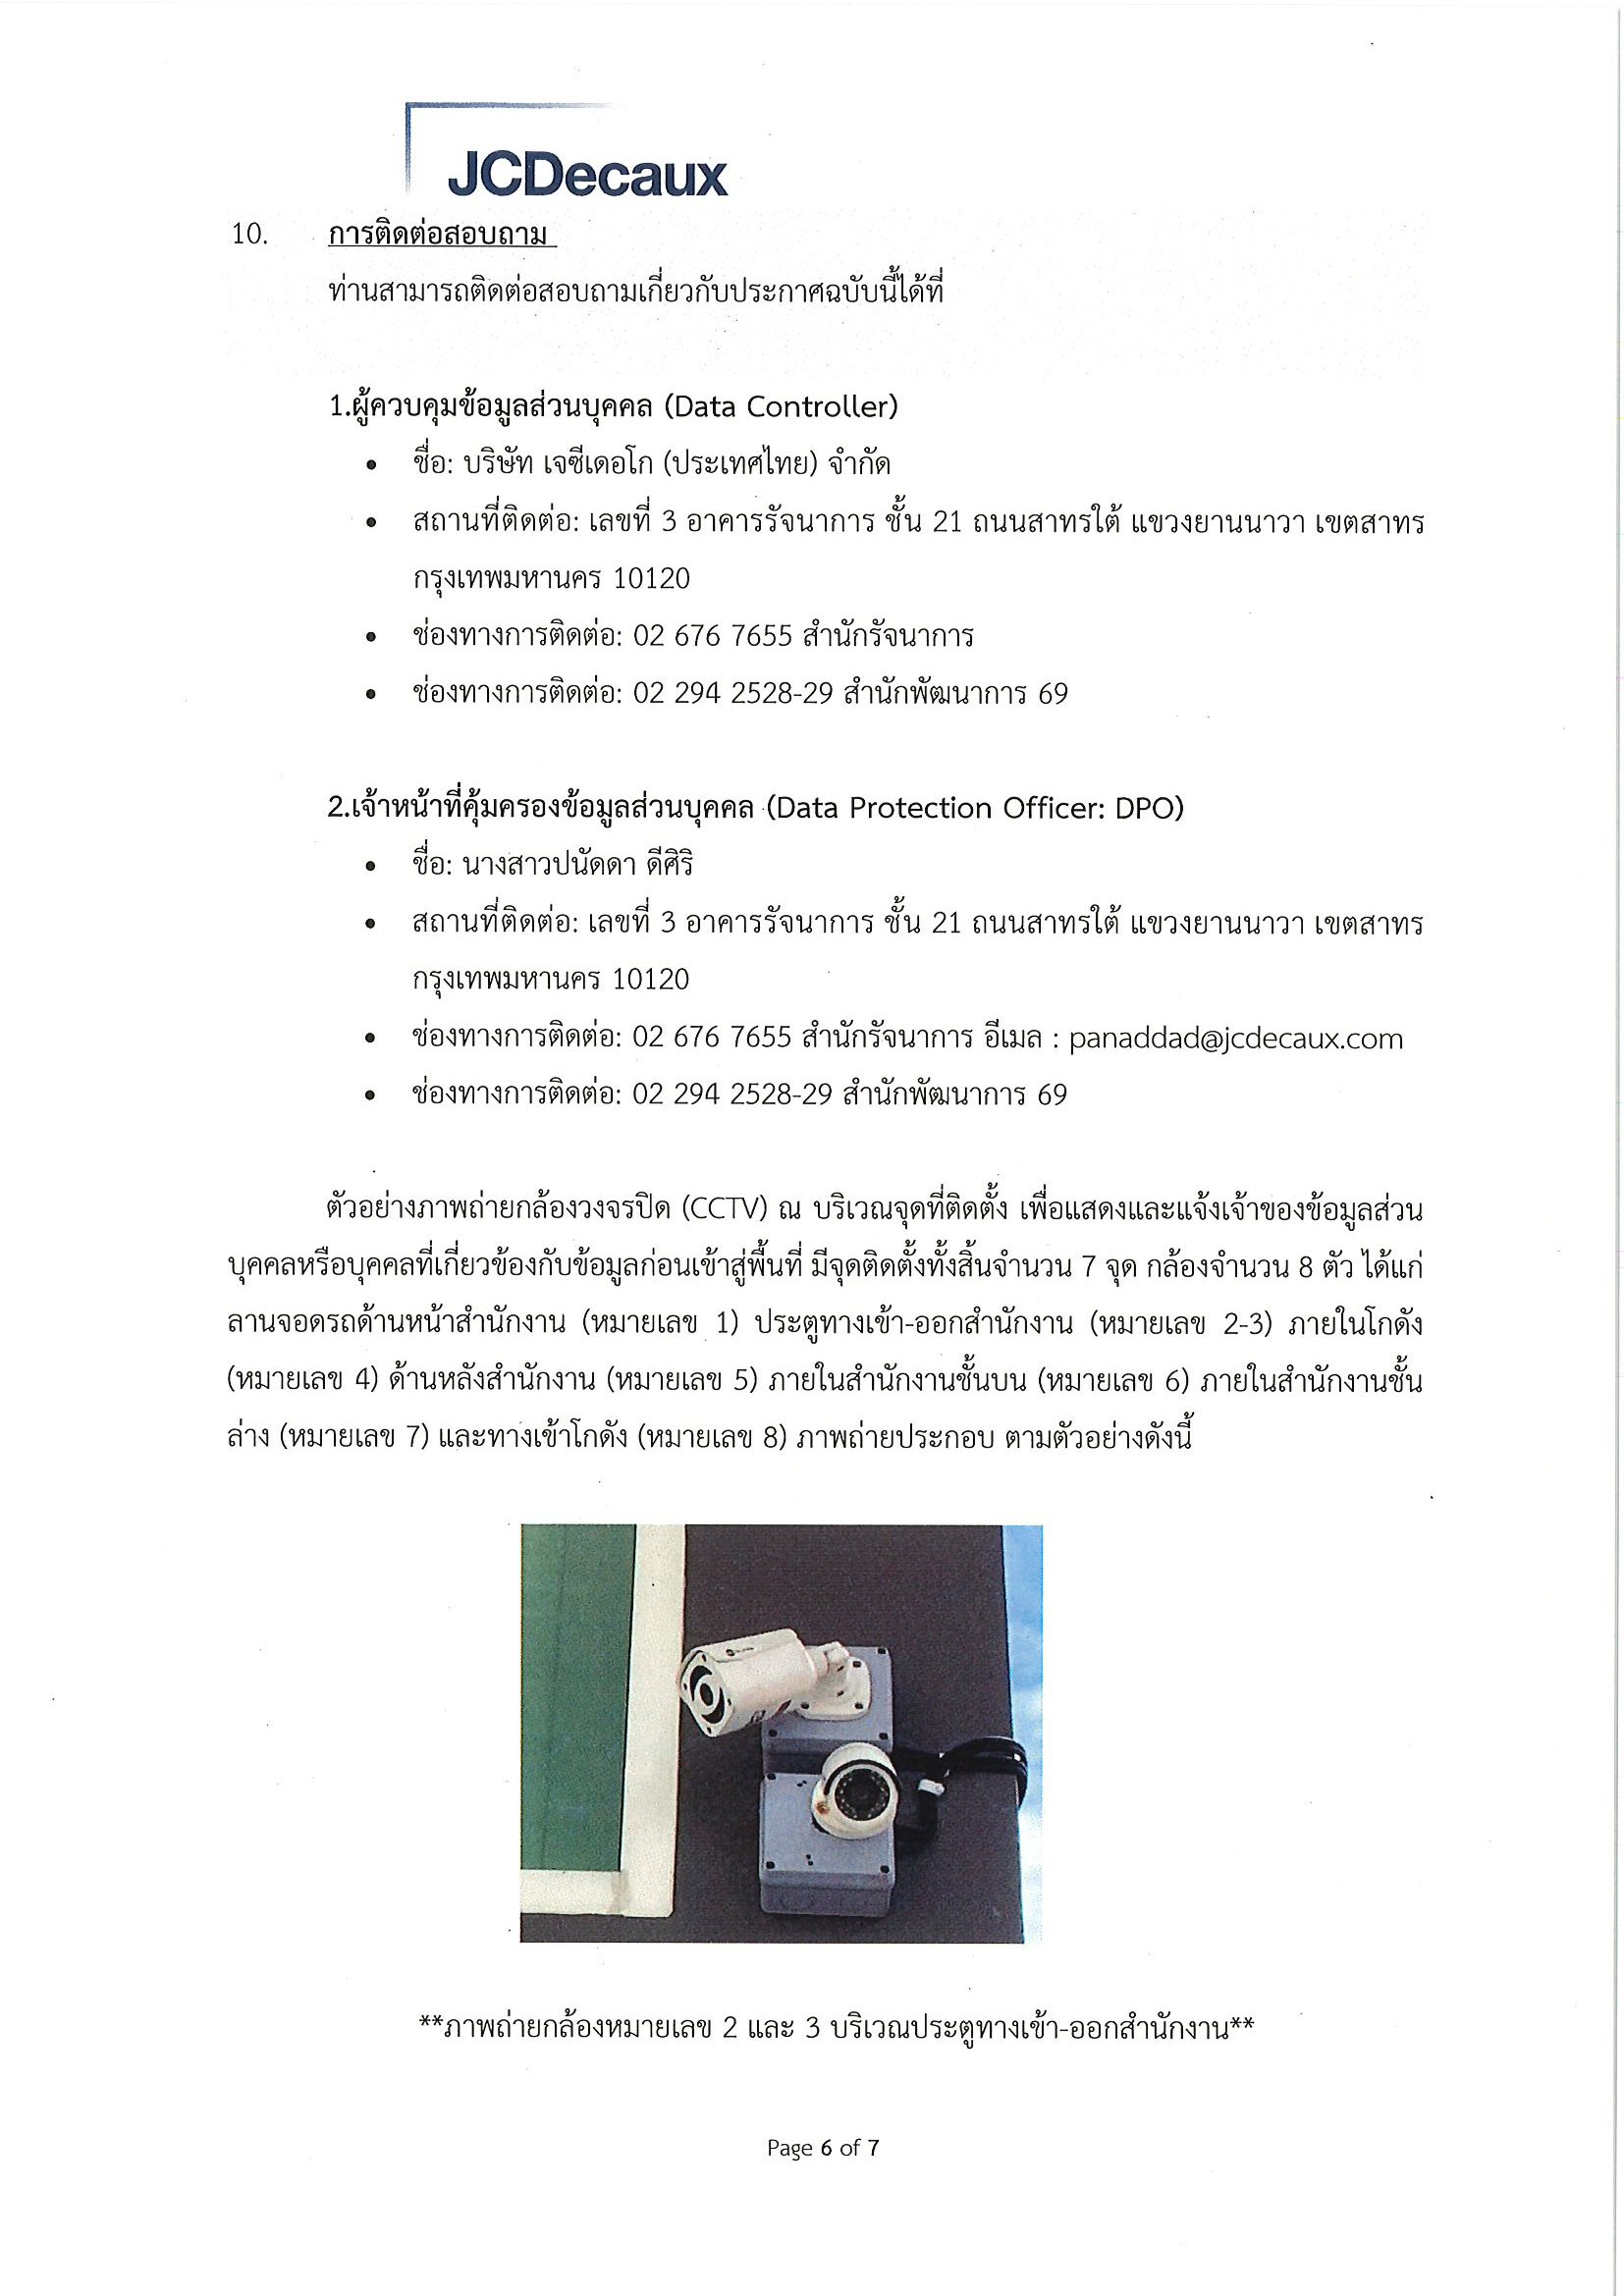 JCDecaux
10. การติดต่อสอบถาม
ท่านสามารถติดต่อสอบถามเกี่ยวกับประกาศฉบับนี้ได้ที่
1.ผู้ควบคุมข้อมูลส่วนบุคคล (Data Controller)
• ชื่อ: บริษัท เจซีเดอโก (ประเทศไทย) จำกัด
• สถานที่ติดต่อ: เลขที่ 3 อาคารรัจนาการ ชั้น 21 ถนนสาทรใต้ แขวงยานนาวา เขตสาทร
กรุงเทพมหานคร 10120
• ช่องทางการติดต่อ: 02 676 7655 สำนักรัจนาการ
• ช่องทางการติดต่อ: 02 294 2528-29 สำนักพัฒนาการ 69
2.เจ้าหน้าที่คุ้มครองข้อมูลส่วนบุคคล (Data Protection Officer: DPO)
• ชื่อ: นางสาวปนัดดา ดีศิริ
• สถานที่ติดต่อ: เลขที่ 3 อาคารรัจนาการ ชั้น 21 ถนนสาทรใต้ แขวงยานนาวา เขตสาทร
กรุงเทพมหานคร 10120
• ช่องทางการติดต่อ: 02 676 7655 สำนักรัจนาการ อีเมล : panaddad@jcdecaux.com
• ช่องทางการติดต่อ: 02 294 2528-29 สำนักพัฒนาการ 69
ตัวอย่างภาพถ่ายกล้องวงจรปิด (CCTV) ณ บริเวณจุดที่ติดตั้ง เพื่อแสดงและแจ้งเจ้าของข้อมูลส่วน
บุคคลหรือบุคคลที่เกี่ยวข้องกับข้อมูลก่อนเข้าสู่พื้นที่ มีจุดติดตั้งทั้งสิ้นจำนวน 7 จุด กล้องจำนวน 8 ตัว ได้แก่
ลานจอดรถด้านหน้าสำนักงาน (หมายเลข 1) ประตูทางเข้า-ออกสำนักงาน (หมายเลข 2-3) ภายในโกดัง
(หมายเลข 4) ด้านหลังสำนักงาน (หมายเลข 5) ภายในสำนักงานชั้นบน (หมายเลข 6) ภายในสำนักงานชั้น
ล่าง (หมายเลข 7) และทางเข้าโกดัง (หมายเลข 8) ภาพถ่ายประกอบ ตามตัวอย่างดังนี้
**ภาพถ่ายกล้องหมายเลข 2 และ 3 บริเวณประตูทางเข้า-ออกสำนักงาน**
Page 6 of 7